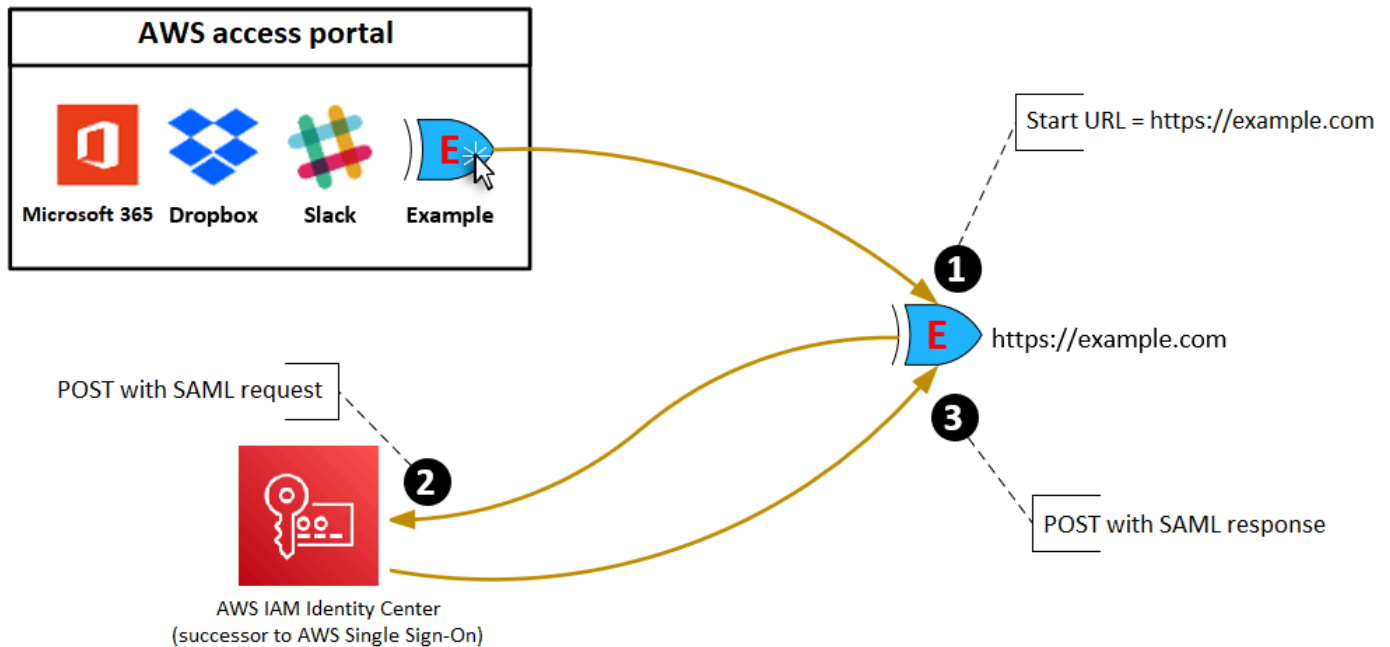 AWS access portal
E
Microsoft 365
Dropbox
Slack
Example
Start URL = https://example.com
1
E
https://example.com
POST with SAML request
2
3
POST with SAML response
AWS IAM Identity Center
(successor to AWS Single Sign-On)